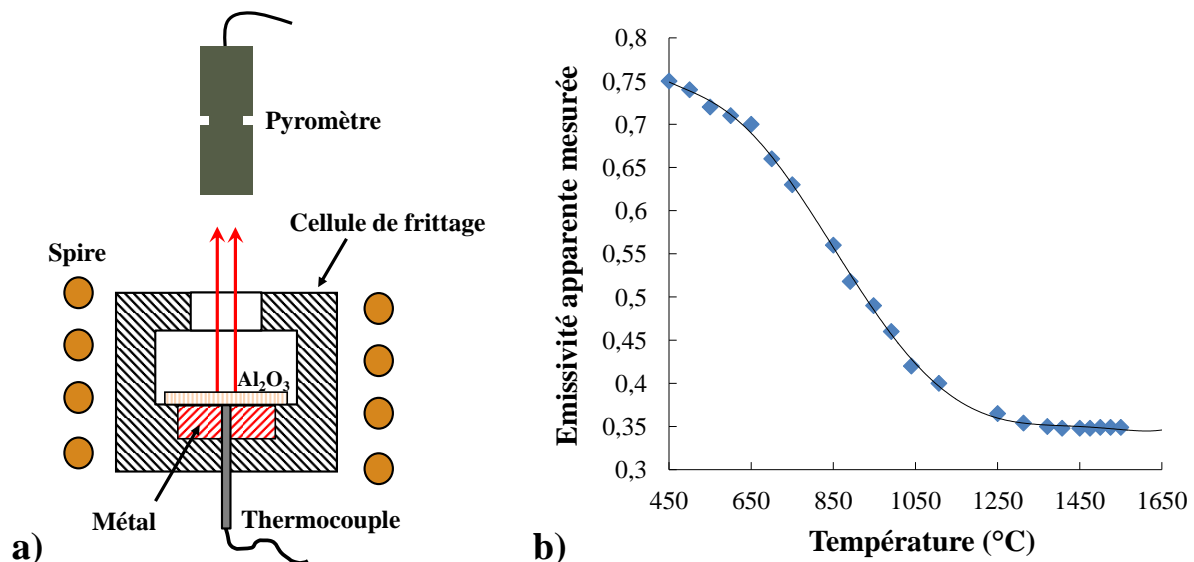 Pyromètre
Cellule de frittage
Spire
Al₂O₃
Métal
Thermocouple
a)
0,8
0,75
0,7
0,65
0,6
0,55
0,5
0,45
0,4
0,35
0,3
Emissivité apparente mesurée
450 650 850 1050 1250 1450 1650
Température (°C)
b)